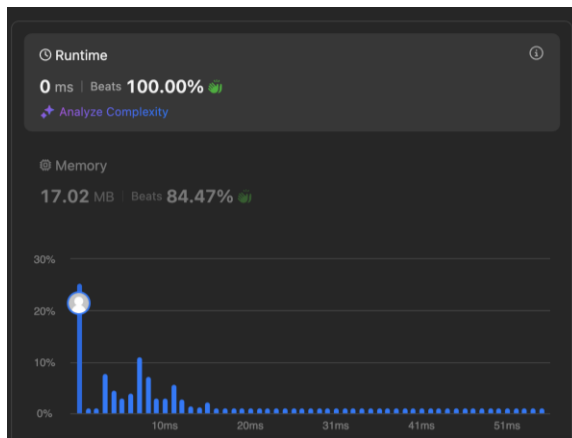 Runtime
0 ms | Beats 100.00%
Analyze Complexity
Memory
17.02 MB | Beats 84.47%
30%
20%
10%
0%
10ms 20ms 31ms 41ms 51ms